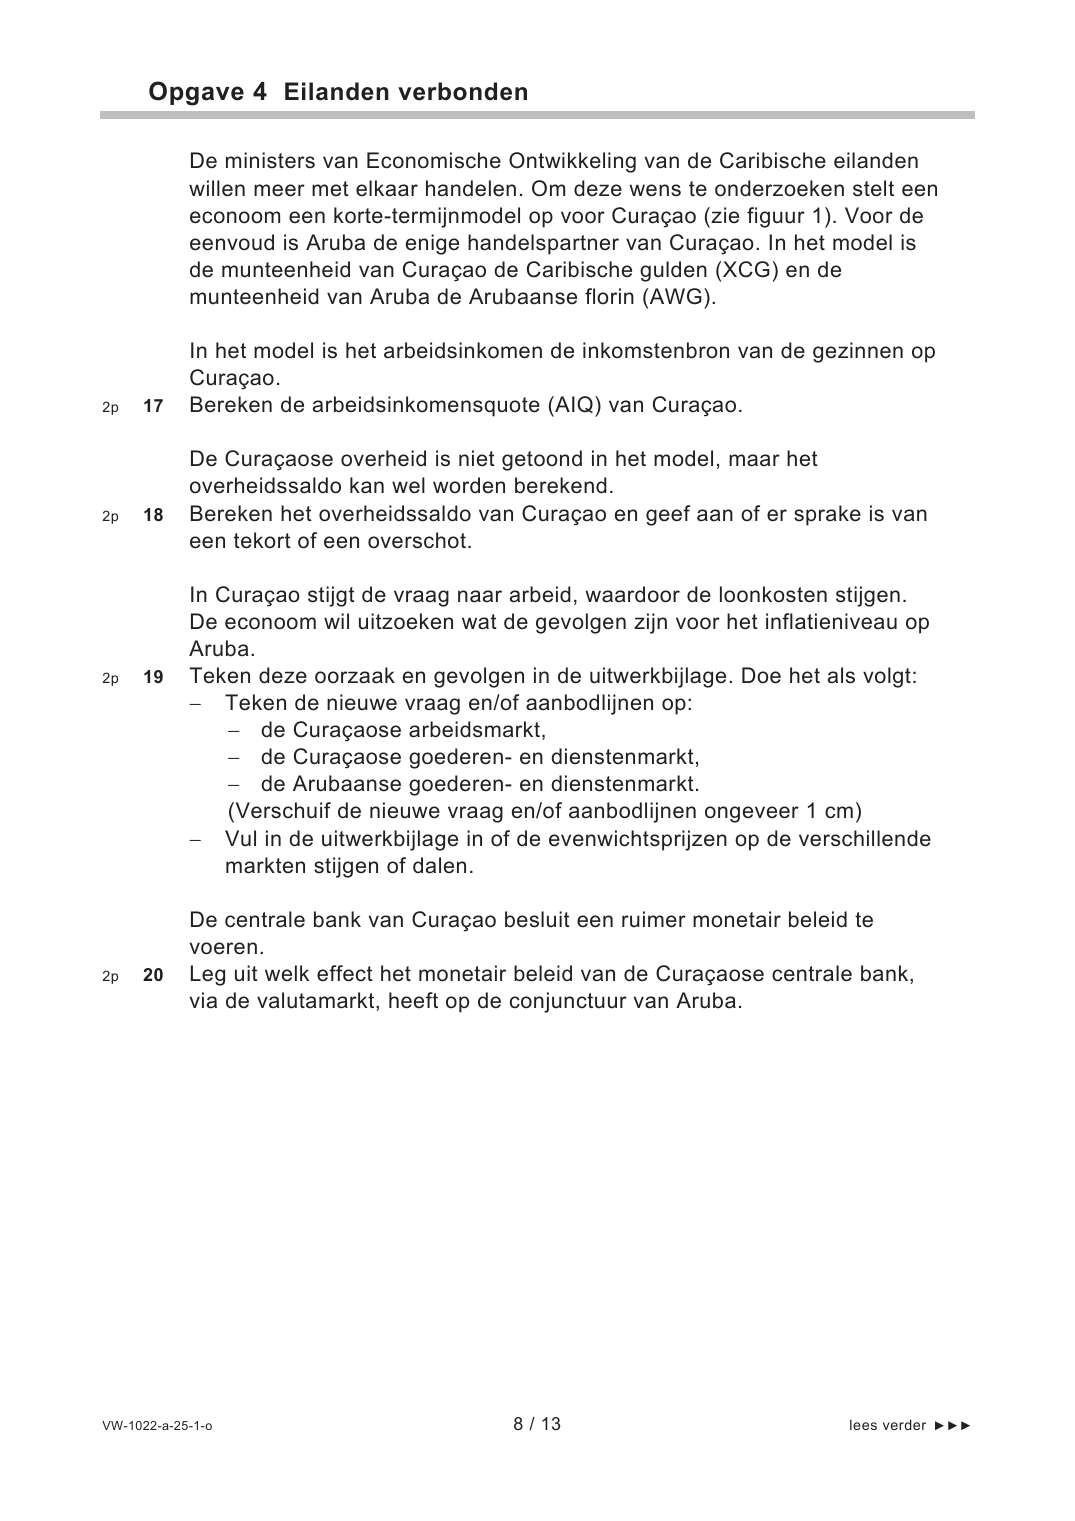 Opgave 4 Eilanden verbonden
De ministers van Economische Ontwikkeling van de Caribische eilanden
willen meer met elkaar handelen. Om deze wens te onderzoeken stelt een
econoom een korte-termijnmodel op voor Curaçao (zie figuur 1). Voor de
eenvoud is Aruba de enige handelspartner van Curaçao. In het model is
de munteenheid van Curaçao de Caribische gulden (XCG) en de
munteenheid van Aruba de Arubaanse florin (AWG).
In het model is het arbeidsinkomen de inkomstenbron van de gezinnen op
Curaçao.
2p 17 Bereken de arbeidsinkomensquote (AIQ) van Curaçao.
De Curaçaose overheid is niet getoond in het model, maar het
overheidssaldo kan wel worden berekend.
2p 18 Bereken het overheidssaldo van Curaçao en geef aan of er sprake is van
een tekort of een overschot.
In Curaçao stijgt de vraag naar arbeid, waardoor de loonkosten stijgen.
De econoom wil uitzoeken wat de gevolgen zijn voor het inflatieniveau op
Aruba.
2p 19 Teken deze oorzaak en gevolgen in de uitwerkbijlage. Doe het als volgt:
– Teken de nieuwe vraag en/of aanbodlijnen op:
– de Curaçaose arbeidsmarkt,
– de Curaçaose goederen- en dienstenmarkt,
– de Arubaanse goederen- en dienstenmarkt.
(Verschuif de nieuwe vraag en/of aanbodlijnen ongeveer 1 cm)
– Vul in de uitwerkbijlage in of de evenwichtsprijzen op de verschillende
markten stijgen of dalen.
De centrale bank van Curaçao besluit een ruimer monetair beleid te
voeren.
2p 20 Leg uit welk effect het monetair beleid van de Curaçaose centrale bank,
via de valutamarkt, heeft op de conjunctuur van Aruba.
VW-1022-a-25-1-o 8 / 13 lees verder ►►►